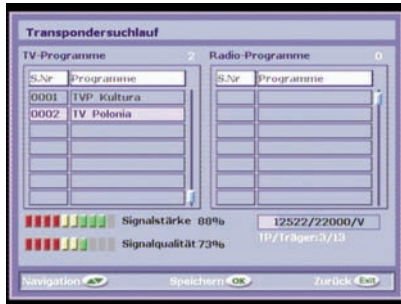 Transpondersuchlauf
TV-Programme 2 Radio-Programme 0
S.Nr Programme S.Nr Programme
0001 TVP Kultura
0002 TV Polonia
Signalstärke 88% 12522/22000/V
Signalqualität 73% TP/Träger:3/13
Navigation Speichern OK Zurück Exit